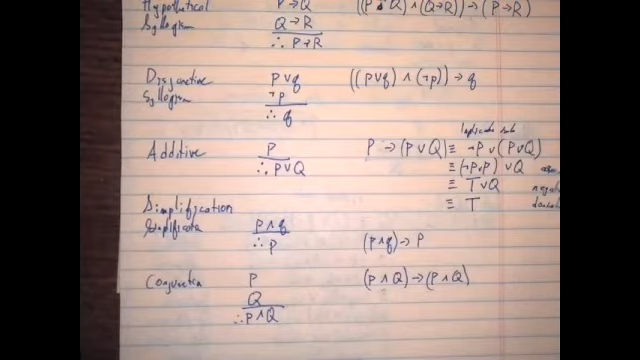 Hypothetical P→Q ((P→Q) ∧ (Q→R)) → (P→R)
Syllogism Q→R
∴ P→R
Disjunctive p∨q ((p∨q) ∧ (¬p)) → q
Syllogism ¬p
∴ q
Additive P P → (P∨Q) ≡ ¬P∨(P∨Q)
∴ P∨Q ≡ (¬P∨P) ∨Q
≡ T∨Q
≡ T
Simplification
p∧q
∴ p (p∧q)→ P
Conjunction P (P∧Q)→(P∧Q)
Q
∴P∧Q